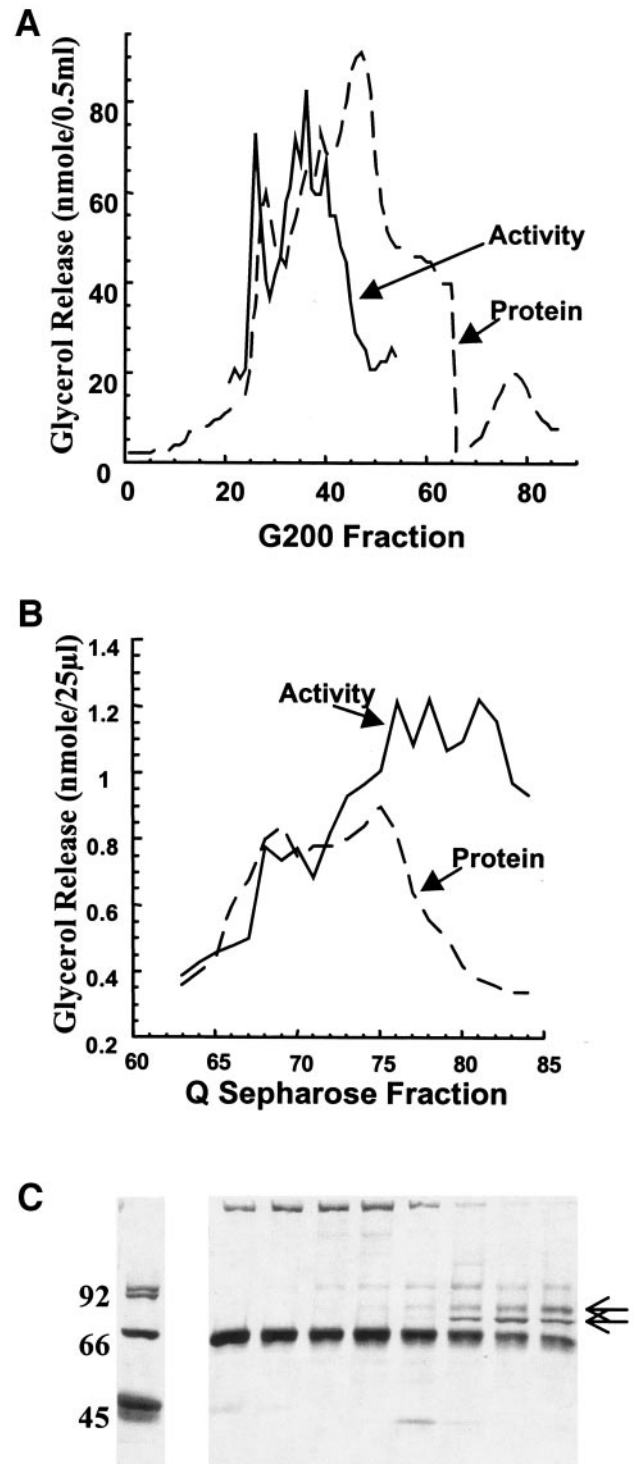 A
Glycerol Release (nmole/0.5ml)
80
60
40
20
0
Activity
Protein
0 20 40 60 80
G200 Fraction
B
Glycerol Release (nmole/25µl)
1.4
1.2
1
0.8
0.6
0.4
0.2
Activity
Protein
60 65 70 75 80 85
Q Sepharose Fraction
C
92
66
45